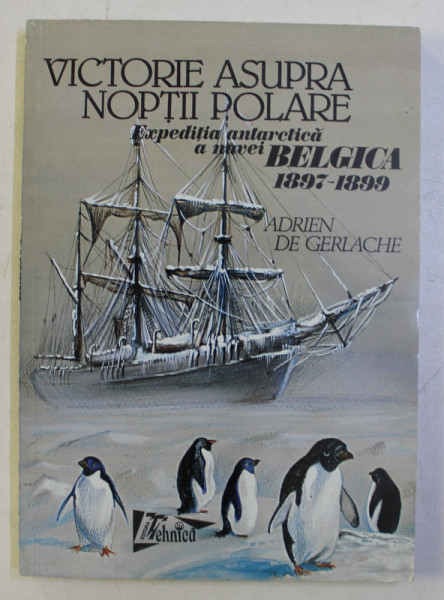 VICTORIE ASUPRA
NOPȚII POLARE
Expediția antarctică
a navei BELGICA
1897-1899
ADRIEN
DE GERLACHE
Tehnică